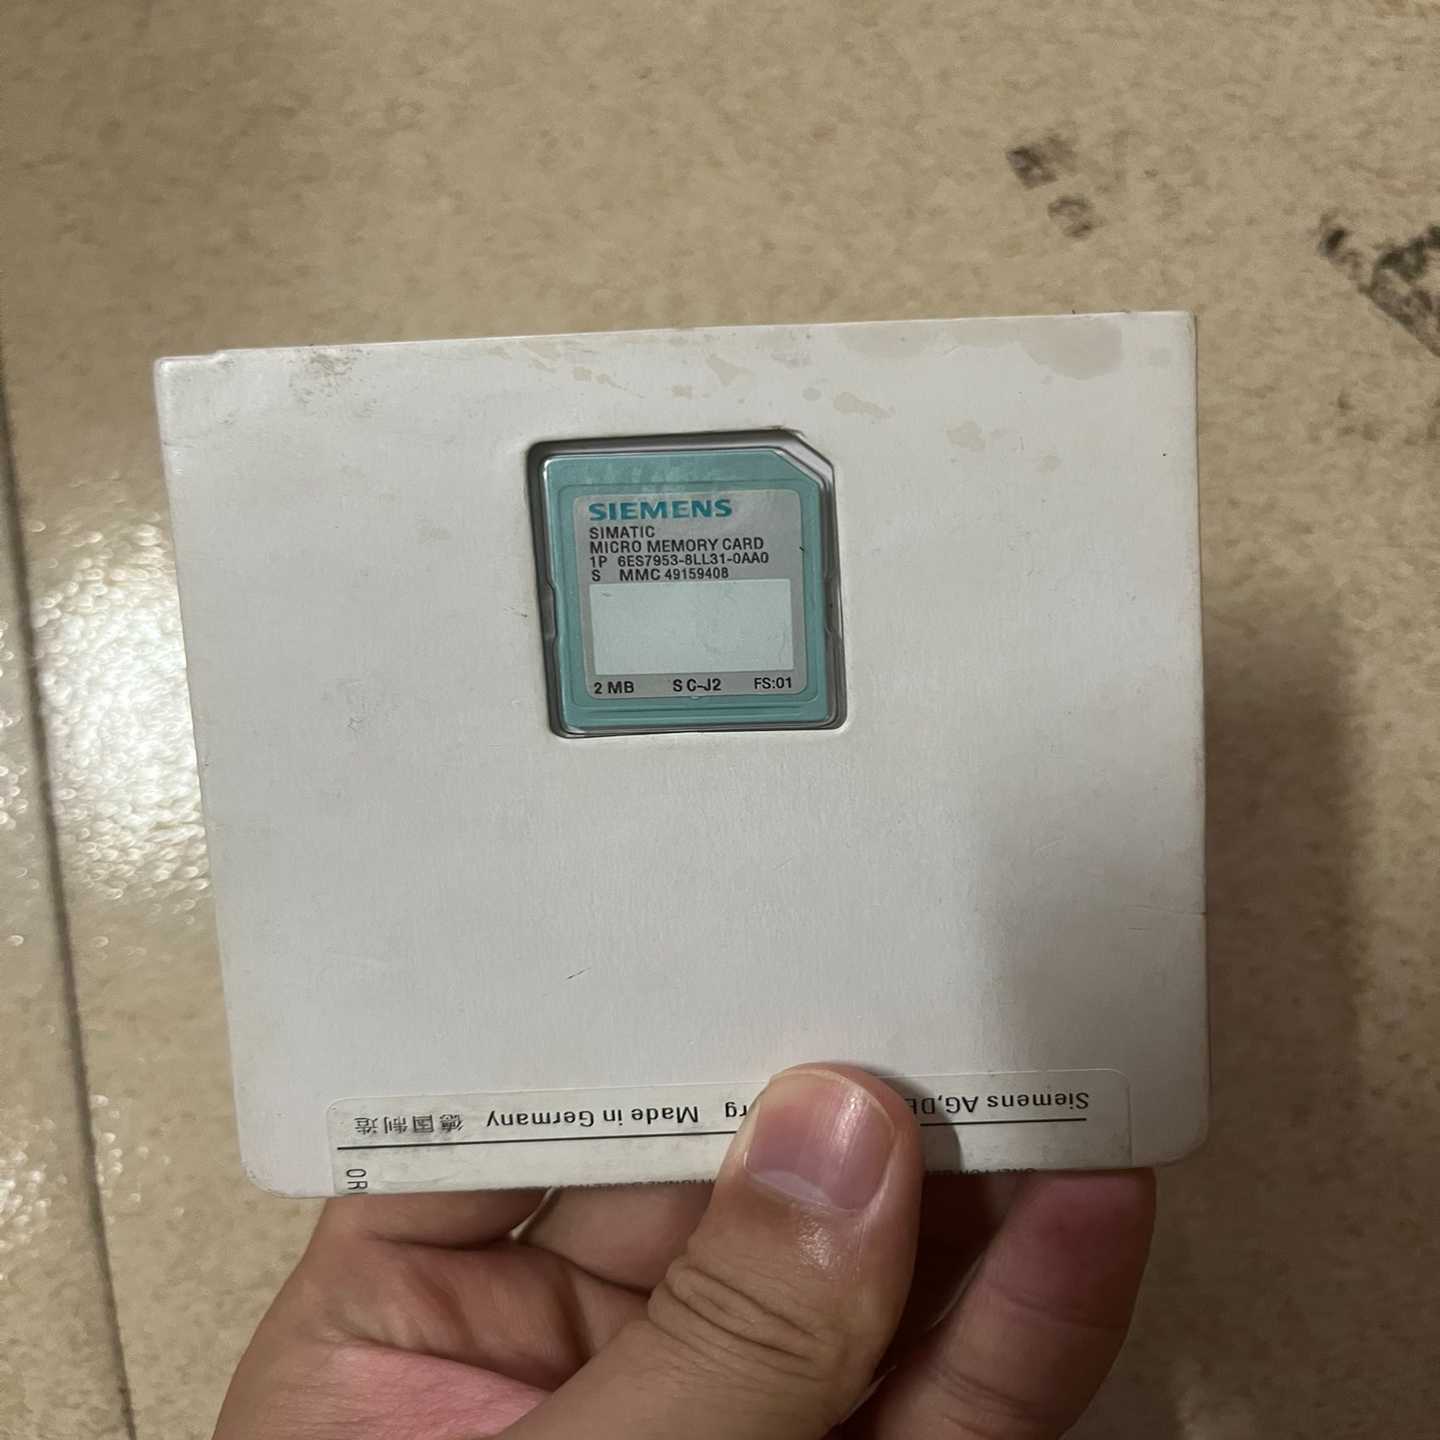 SIEMENS
SIMATIC
MICRO MEMORY CARD
1P 6ES7953-8LL31-0AA0
S MMC 49159408
2 MB S C-J2 FS:01
Siemens AG,DE rg Made in Germany 德国制造
OR